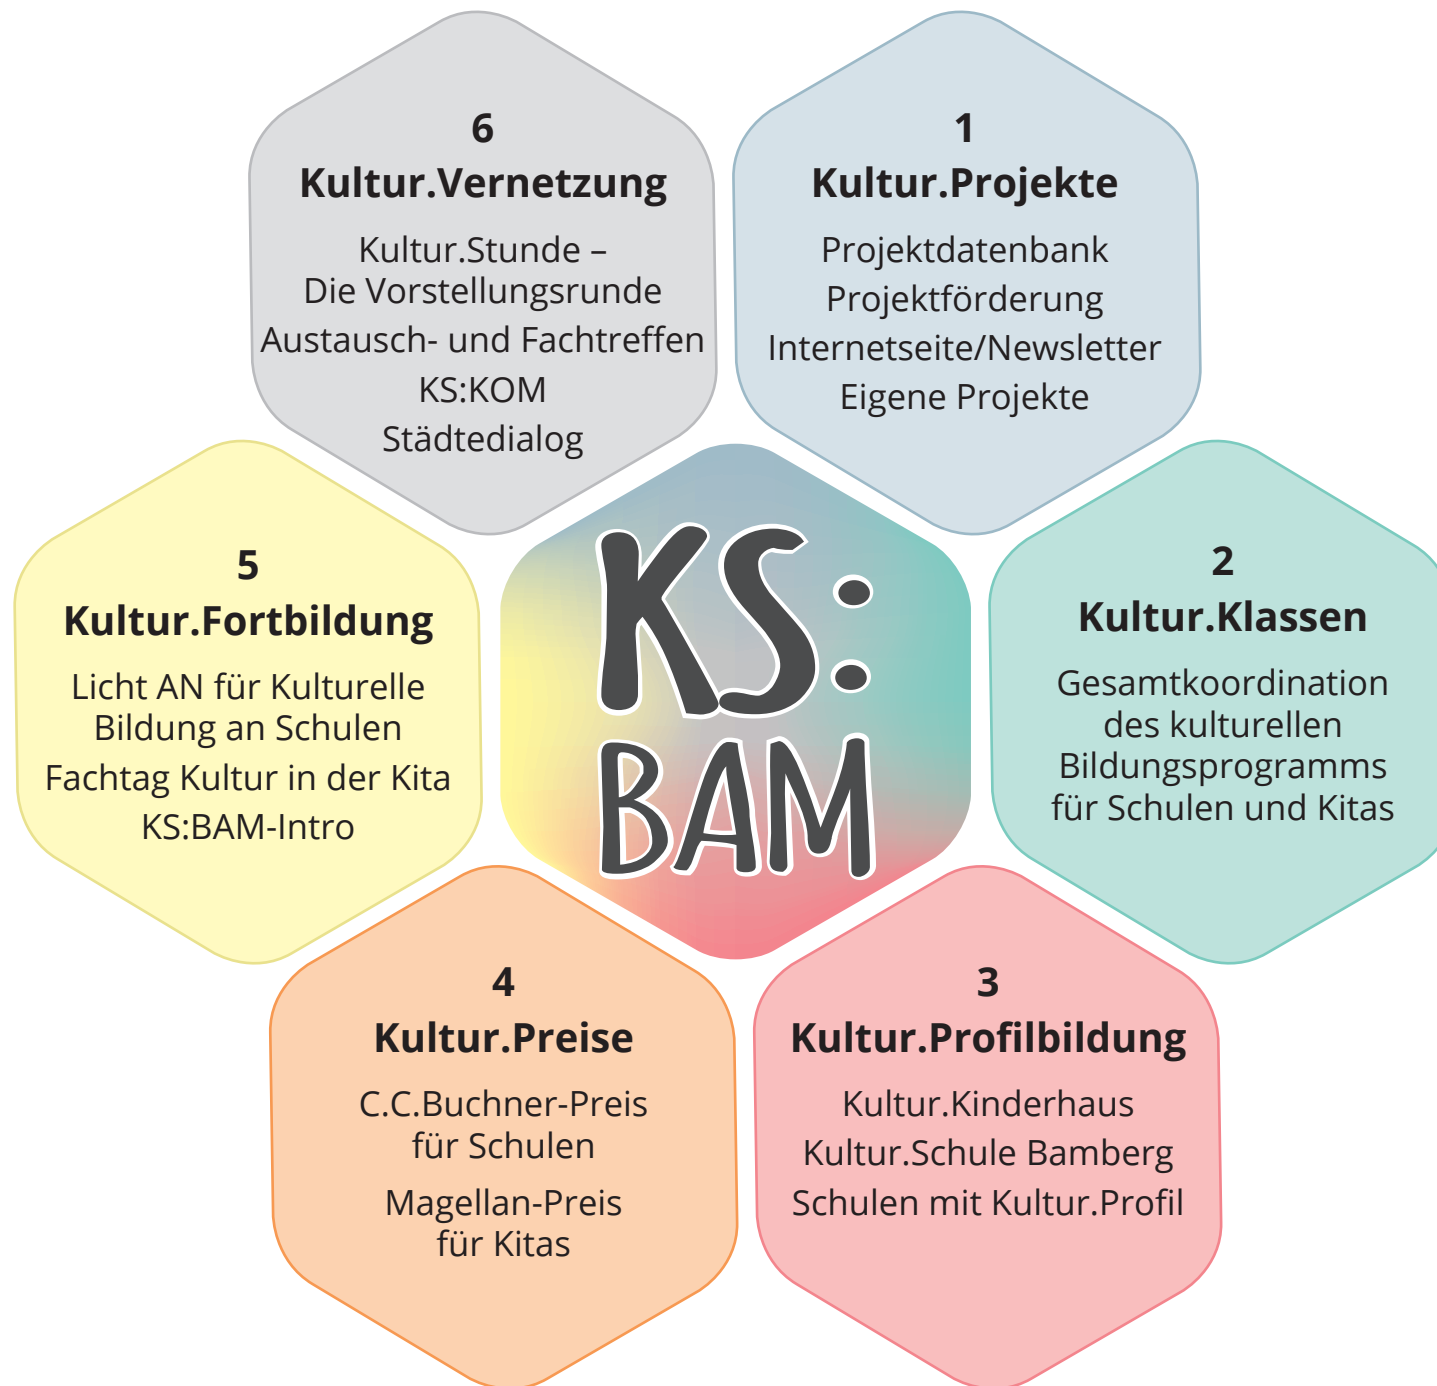 6
Kultur.Vernetzung
Kultur.Stunde –
Die Vorstellungsrunde
Austausch- und Fachtreffen
KS:KOM
Städtedialog
1
Kultur.Projekte
Projektdatenbank
Projektförderung
Internetseite/Newsletter
Eigene Projekte
5
Kultur.Fortbildung
Licht AN für Kulturelle
Bildung an Schulen
Fachtag Kultur in der Kita
KS:BAM-Intro
KS:
BAM
2
Kultur.Klassen
Gesamtkoordination
des kulturellen
Bildungsprogramms
für Schulen und Kitas
4
Kultur.Preise
C.C.Buchner-Preis
für Schulen
Magellan-Preis
für Kitas
3
Kultur.Profilbildung
Kultur.Kinderhaus
Kultur.Schule Bamberg
Schulen mit Kultur.Profil